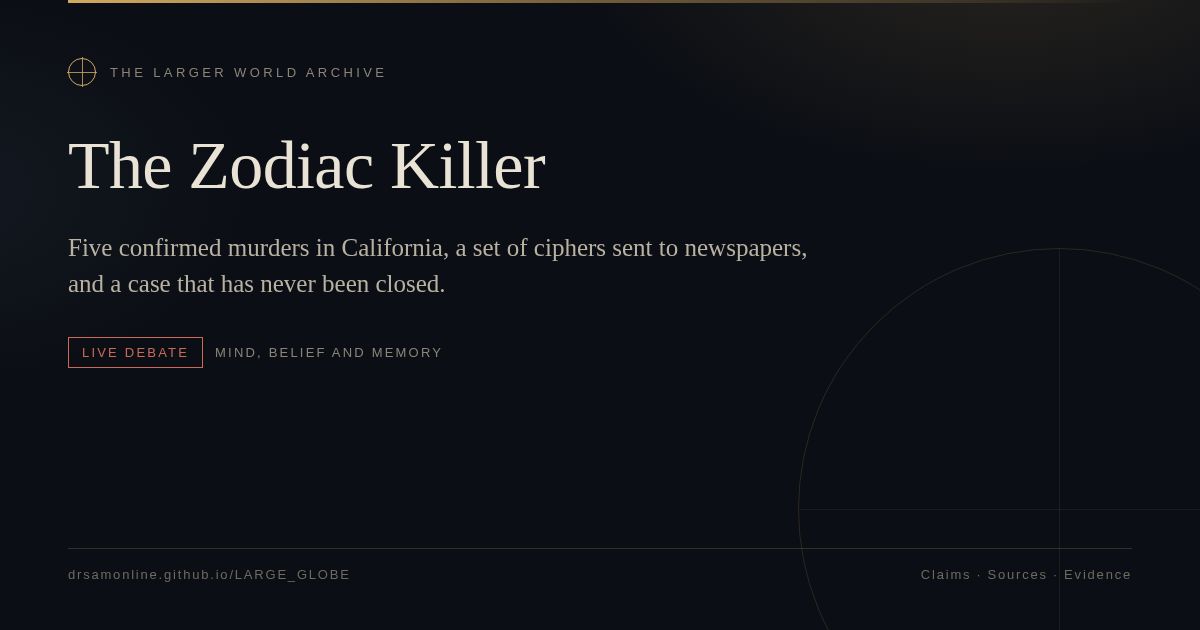 THE LARGER WORLD ARCHIVE
The Zodiac Killer
Five confirmed murders in California, a set of ciphers sent to newspapers,
and a case that has never been closed.
LIVE DEBATE MIND, BELIEF AND MEMORY
drsamonline.github.io/LARGE_GLOBE Claims · Sources · Evidence